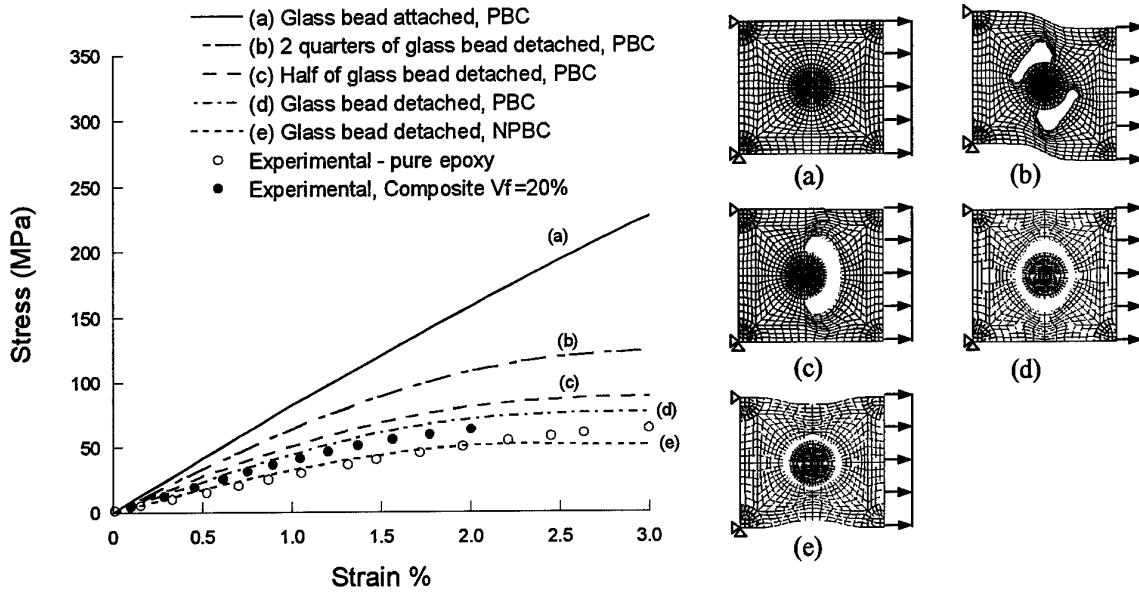 (a) Glass bead attached, PBC
(b) 2 quarters of glass bead detached, PBC
(c) Half of glass bead detached, PBC
(d) Glass bead detached, PBC
(e) Glass bead detached, NPBC
Experimental - pure epoxy
Experimental, Composite Vf=20%
350
300
250
200
150
100
50
0
Stress (MPa)
(a)
(b)
(c)
(d)
(e)
0
0.5
1.0
1.5
2.0
2.5
3.0
Strain %
(a)
(b)
(c)
(d)
(e)